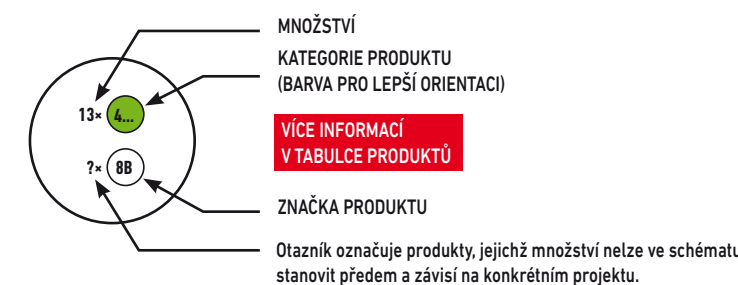 MNOŽSTVÍ
KATEGORIE PRODUKTU
(BARVA PRO LEPŠÍ ORIENTACI)
13× 4...
VÍCE INFORMACÍ
V TABULCE PRODUKTŮ
?× 8B
ZNAČKA PRODUKTU
Otazník označuje produkty, jejichž množství nelze ve schématu
stanovit předem a závisí na konkrétním projektu.